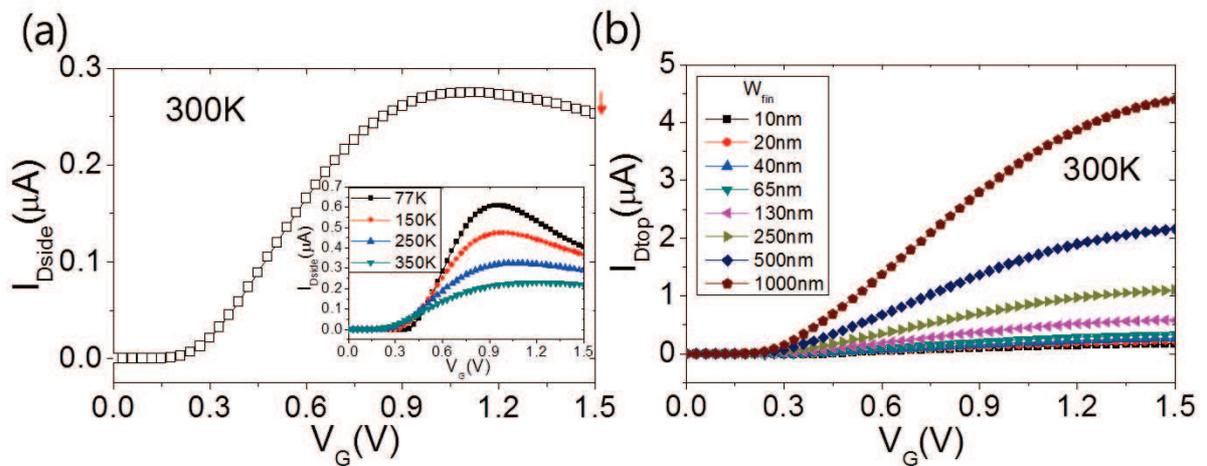 (a)
0.3
0.2
0.1
0.0
I_Dside(μA)
300K
0.0 0.3 0.6 0.9 1.2 1.5
V_G(V)
0.7
0.6
0.5
0.4
0.3
0.2
0.1
0.0
I_Dside(μA)
77K
150K
250K
350K
0.0 0.3 0.6 0.9 1.2 1.5
V_G(V)
(b)
5
4
3
2
1
0
I_Dtop(μA)
W_fin
10nm
20nm
40nm
65nm
130nm
250nm
500nm
1000nm
300K
0.0 0.3 0.6 0.9 1.2 1.5
V_G(V)